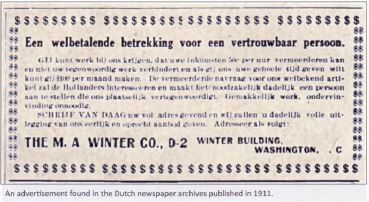 $ $ $ $ $ $ $ $ $ $ $ $ $ $ $ $ $ $ $ $ $ $ $ $ $ $ $ $
Een welbetalende betrekking voor een vertrouwbaar persoon.
GIJ kunt werk bij ons krijgen, dat uwe inkomsten 50c per uur vermeerderen kan
en niet uw tegenwoordig werk verhindert en als gij ons uwe geheele tijd geven wilt
kunt gij $100 per maand maken. De vermeerderde navraag voor ons welbekend arti-
kel zal de Hollanders interesseeren en maakt het noodzakelijk dadelijk een persoon
aan te stellen die ons plaatselijk vertegenwoordigt. Gemakkelijk werk, ondervin-
vinding onnoodig.
SCHRIJF VAN DAAG uw vol adres gevend en wij zullen u dadelijk volle uit-
legging van ons eerlijk en oprecht aanbod geven. Adresseer als volgt:
THE M. A WINTER CO., D-2 WINTER BUILDING,
WASHINGTON, . C
$ $ $ $ $ $ $ $ $ $ $ $ $ $ $ $ $ $ $ $ $ $ $ $ $ $ $ $
An advertisement found in the Dutch newspaper archives published in 1911.